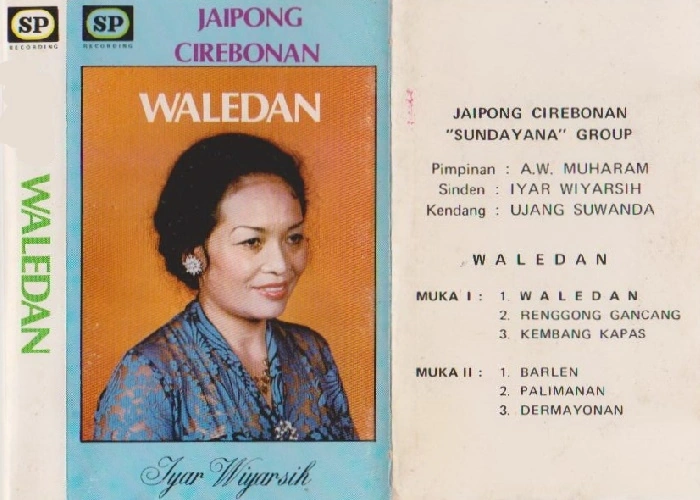 SP
RECORDING
WALEDAN
SP
RECORDING
JAIPONG
CIREBONAN
WALEDAN
Iyar Wiyarsih
JAIPONG CIREBONAN
"SUNDAYANA" GROUP
Pimpinan : A.W. MUHARAM
Sinden : IYAR WIYARSIH
Kendang : UJANG SUWANDA
W A L E D A N
MUKA I : 1. W A L E D A N
2. RENGGONG GANCANG
3. KEMBANG KAPAS
MUKA II : 1. BARLEN
2. PALIMANAN
3. DERMAYONAN